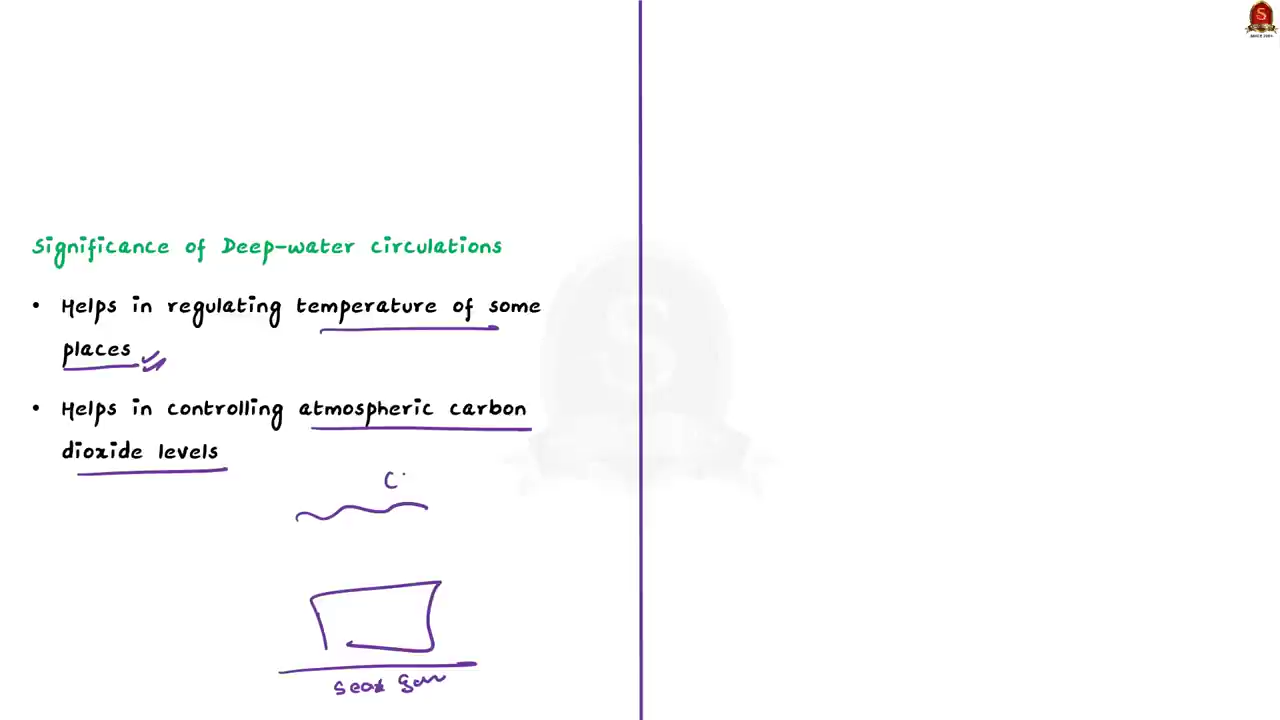 Significance of Deep-water circulations
• Helps in regulating temperature of some
places
• Helps in controlling atmospheric carbon
dioxide levels
C
S